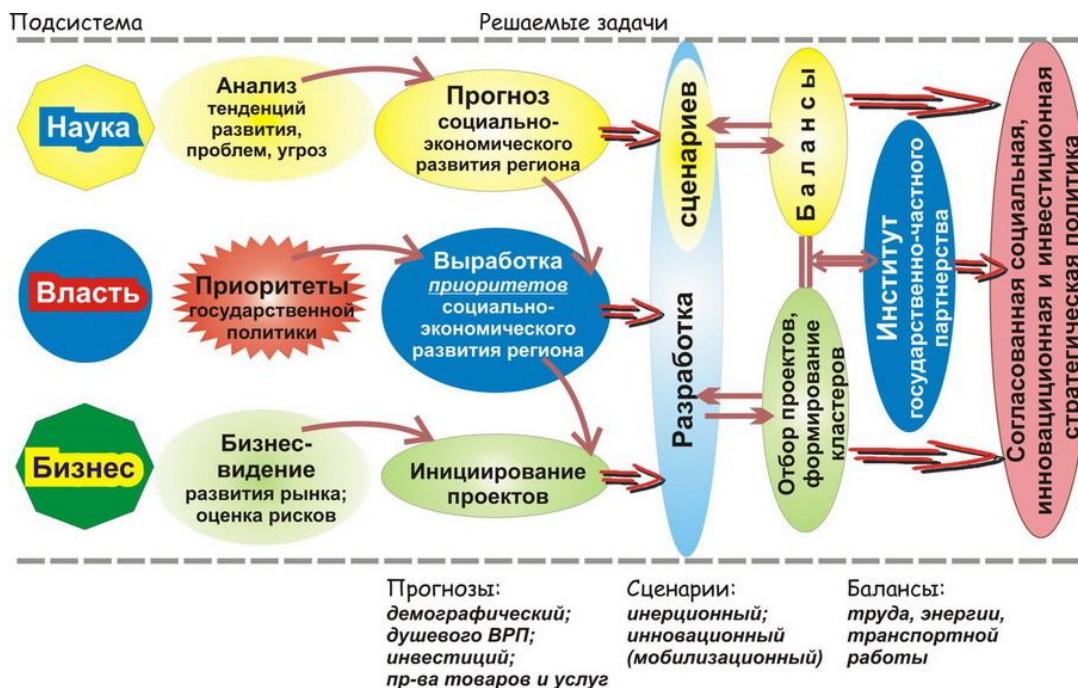 Подсистема
Решаемые задачи
Наука
Анализ
тенденций
развития,
проблем, угроз
Прогноз
социально-
экономического
развития региона
Власть
Приоритеты
государственной
политики
Выработка
приоритетов
социально-
экономического
развития региона
Бизнес
Бизнес-
видение
развития рынка;
оценка рисков
Инициирование
проектов
Разработка сценариев
Балансы
Отбор проектов,
формирование
кластеров
Институт
государственно-частного
партнерства
Согласованная социальная,
инновационная и инвестиционная
стратегическая политика
Прогнозы:
демографический;
душевого ВРП;
инвестиций;
пр-ва товаров и услуг
Сценарии:
инерционный;
инновационный
(мобилизационный)
Балансы:
труда, энергии,
транспортной
работы